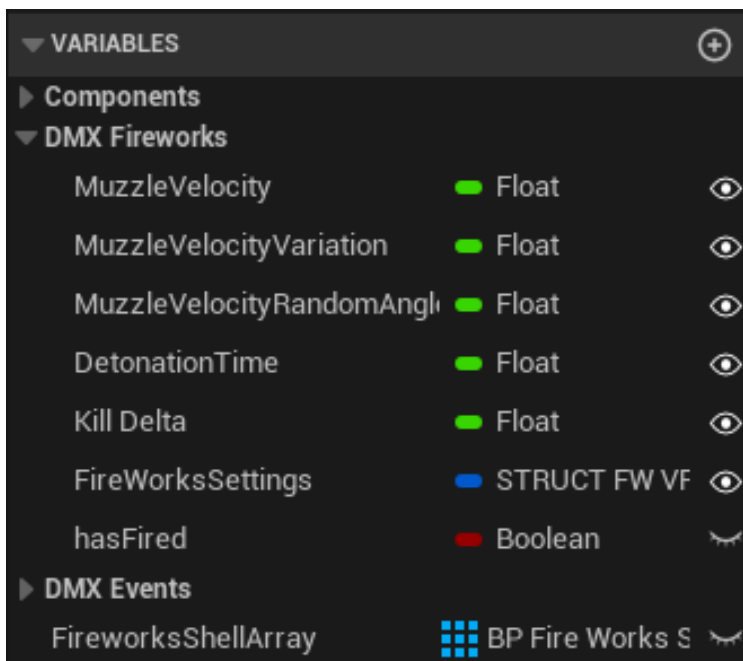 VARIABLES
Components
DMX Fireworks
MuzzleVelocity Float
MuzzleVelocityVariation Float
MuzzleVelocityRandomAngl Float
DetonationTime Float
Kill Delta Float
FireWorksSettings STRUCT FW VF
hasFired Boolean
DMX Events
FireworksShellArray BP Fire Works S